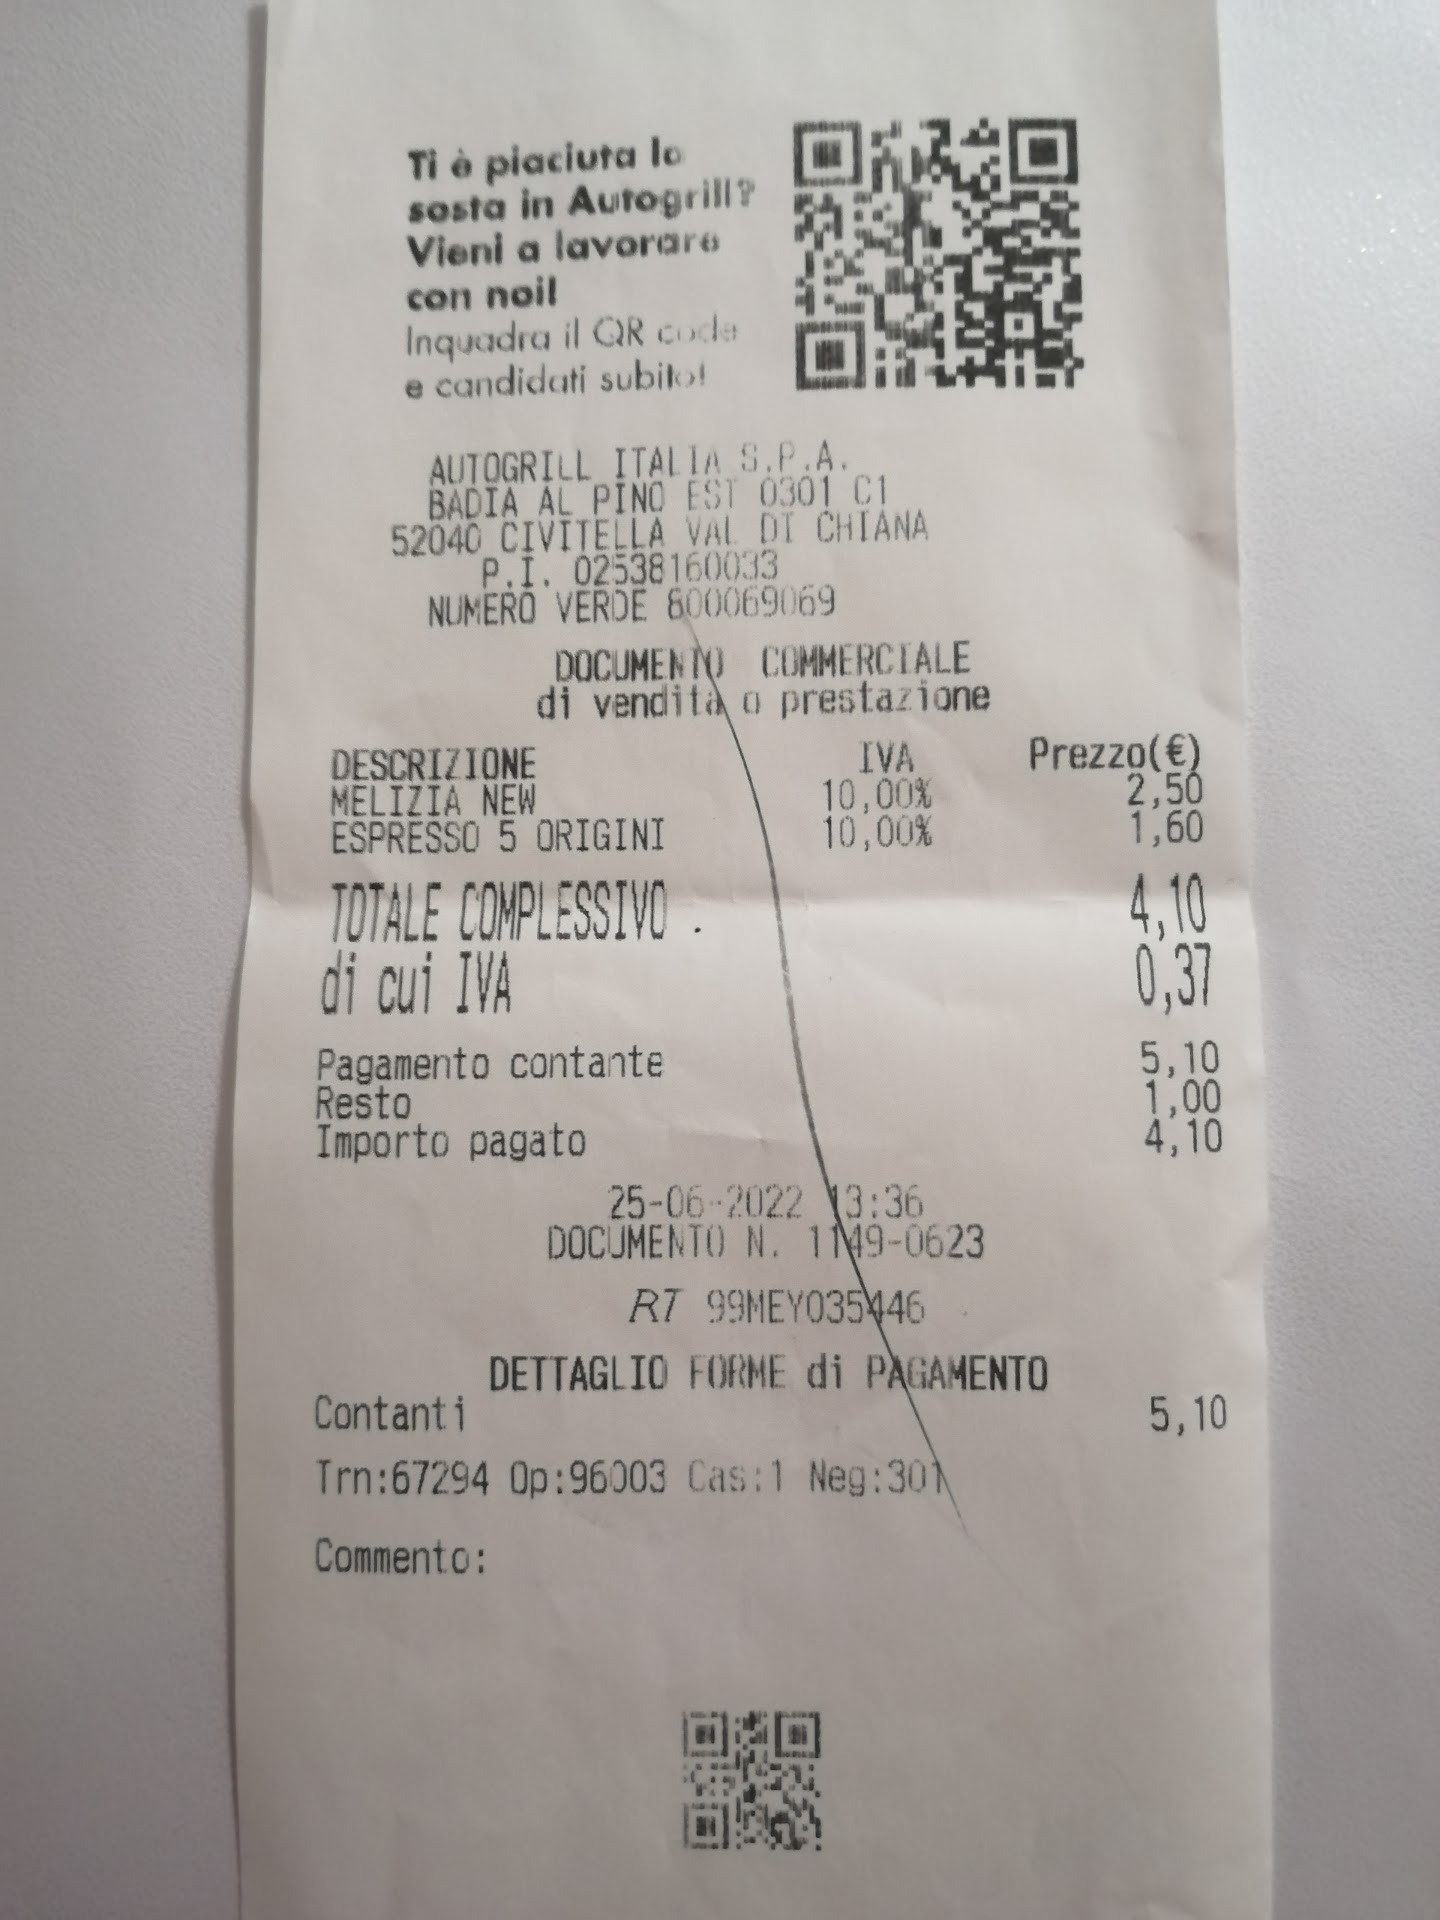 Ti è piaciuta la
sosta in Autogrill?
Vieni a lavorare
con noi!
Inquadra il QR code
e candidati subito!
AUTOGRILL ITALIA S.P.A.
BADIA AL PINO EST 0301 C1
52040 CIVITELLA VAL DI CHIANA
P.I. 02538160033
NUMERO VERDE 800069069
DOCUMENTO COMMERCIALE
di vendita o prestazione
DESCRIZIONE IVA Prezzo(€)
MELIZIA NEW 10,00% 2,50
ESPRESSO 5 ORIGINI 10,00% 1,60
TOTALE COMPLESSIVO 4,10
di cui IVA 0,37
Pagamento contante 5,10
Resto 1,00
Importo pagato 4,10
25-06-2022 13:36
DOCUMENTO N. 1149-0623
RT 99MEY035446
DETTAGLIO FORME di PAGAMENTO
Contanti 5,10
Trn:67294 Op:96003 Cas:1 Neg:301
Commento: